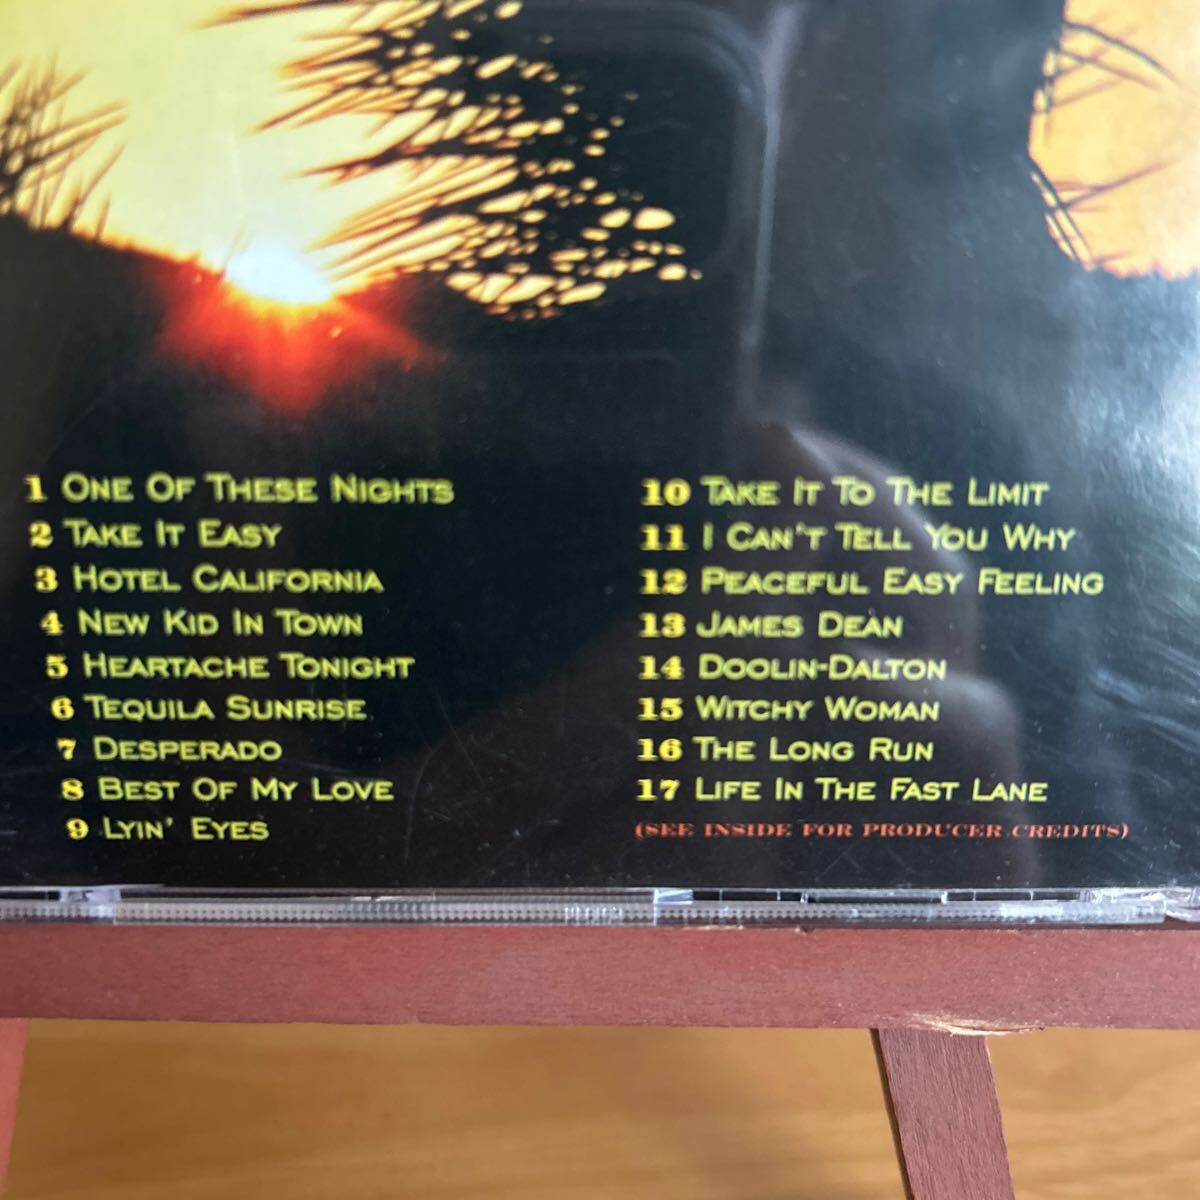 1 ONE OF THESE NIGHTS
2 TAKE IT EASY
3 HOTEL CALIFORNIA
4 NEW KID IN TOWN
5 HEARTACHE TONIGHT
6 TEQUILA SUNRISE
7 DESPERADO
8 BEST OF MY LOVE
9 LYIN' EYES
10 TAKE IT TO THE LIMIT
11 I CAN'T TELL YOU WHY
12 PEACEFUL EASY FEELING
13 JAMES DEAN
14 DOOLIN-DALTON
15 WITCHY WOMAN
16 THE LONG RUN
17 LIFE IN THE FAST LANE
(SEE INSIDE FOR PRODUCER CREDITS)